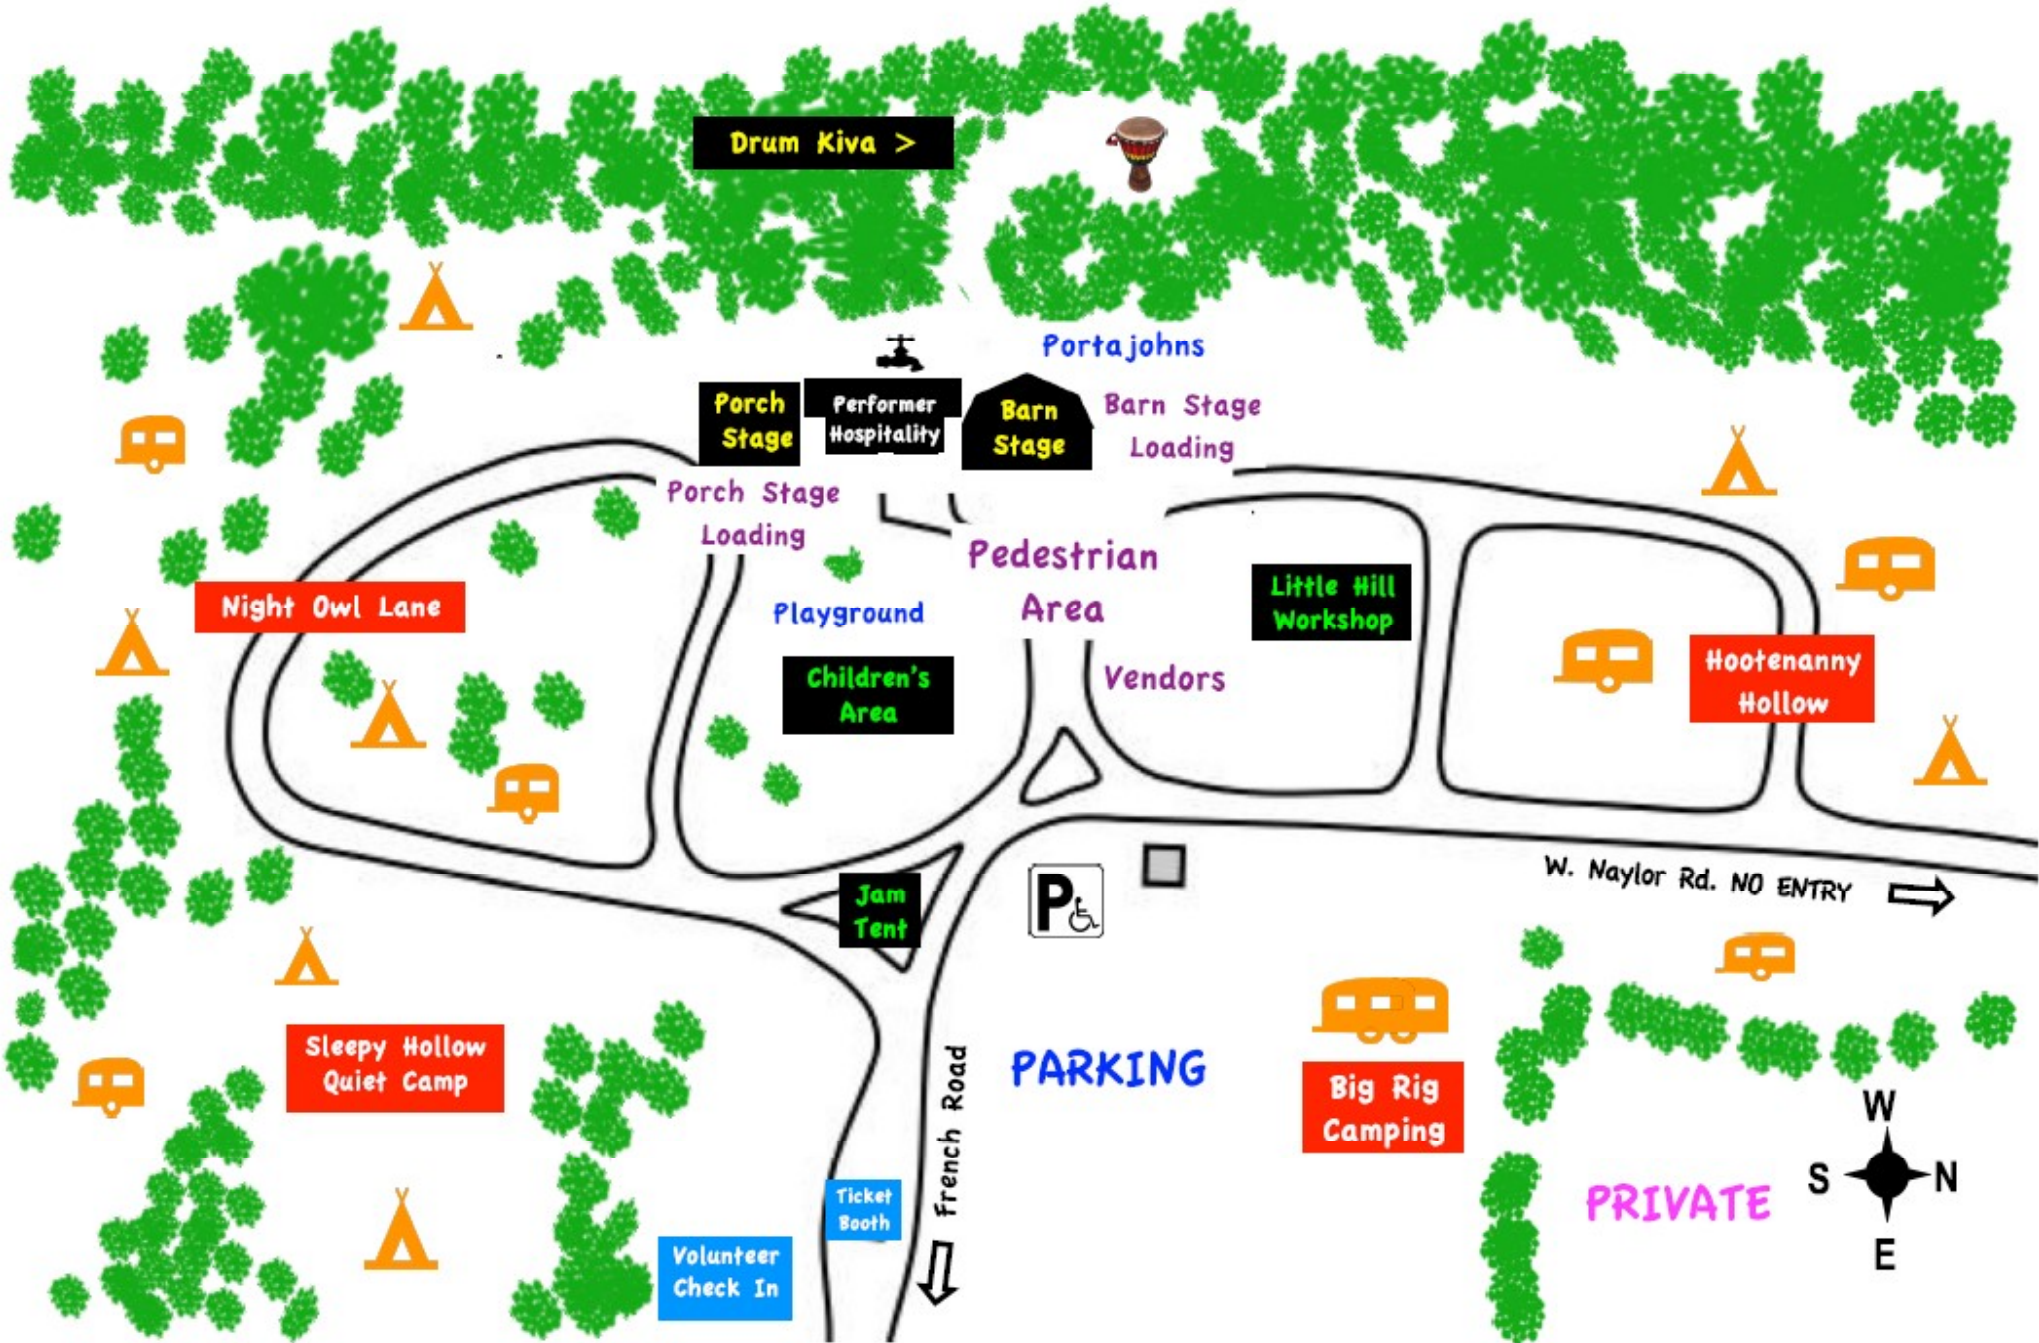 Drum Kiva >
Portajohns
Porch
Stage
Performer
Hospitality
Barn
Stage
Barn Stage
Loading
Porch Stage
Loading
Pedestrian
Area
Little Hill
Workshop
Night Owl Lane
Playground
Children's
Area
Vendors
Hootenanny
Hollow
W. Naylor Rd. NO ENTRY
Jam
Tent
P
Sleepy Hollow
Quiet Camp
PARKING
French Road
Big Rig
Camping
W
S
N
E
PRIVATE
Ticket
Booth
Volunteer
Check In